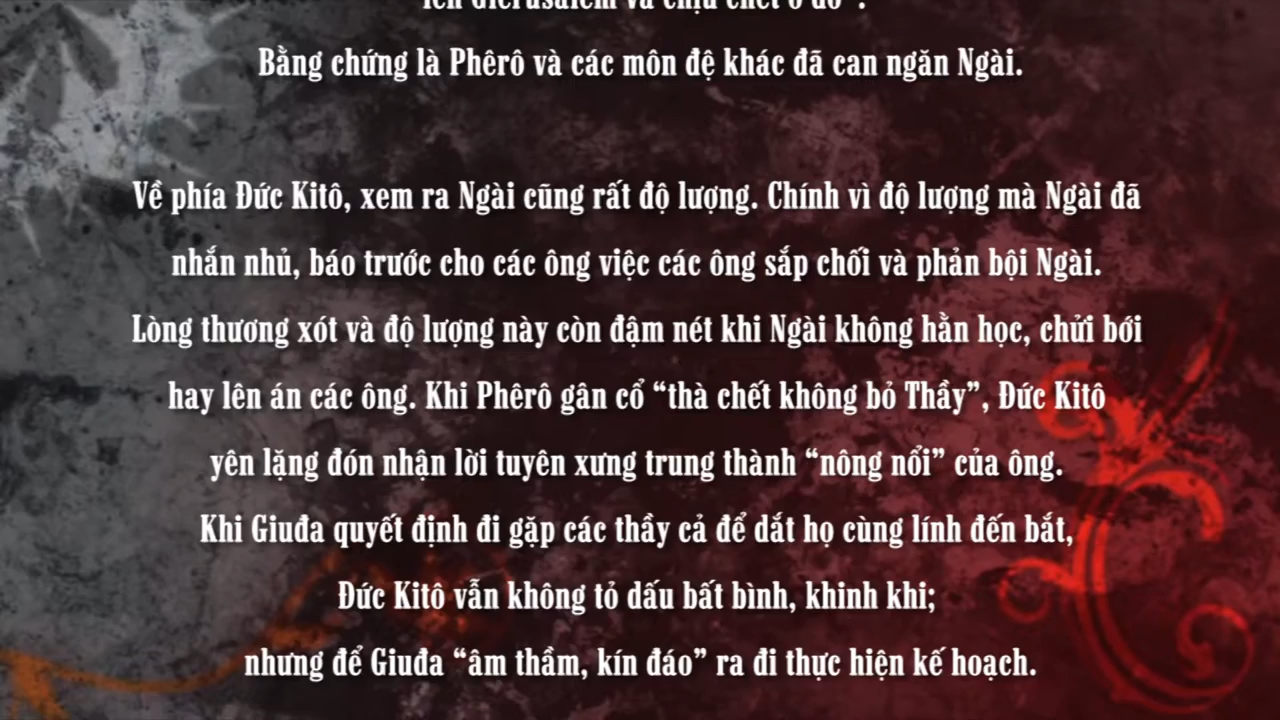 lên Giêrusalem và chịu chết ở đó".
Bằng chứng là Phêrô và các môn đệ khác đã can ngăn Ngài.
Về phía Đức Kitô, xem ra Ngài cũng rất độ lượng. Chính vì độ lượng mà Ngài đã
nhắn nhủ, báo trước cho các ông việc các ông sắp chối và phản bội Ngài.
Lòng thương xót và độ lượng này còn đậm nét khi Ngài không hằn học, chửi bới
hay lên án các ông. Khi Phêrô gân cổ “thà chết không bỏ Thầy”, Đức Kitô
yên lặng đón nhận lời tuyên xưng trung thành “nông nổi” của ông.
Khi Giuđa quyết định đi gặp các thầy cả để dắt họ cùng lính đến bắt,
Đức Kitô vẫn không tỏ dấu bất bình, khinh khi;
nhưng để Giuđa “âm thầm, kín đáo” ra đi thực hiện kế hoạch.